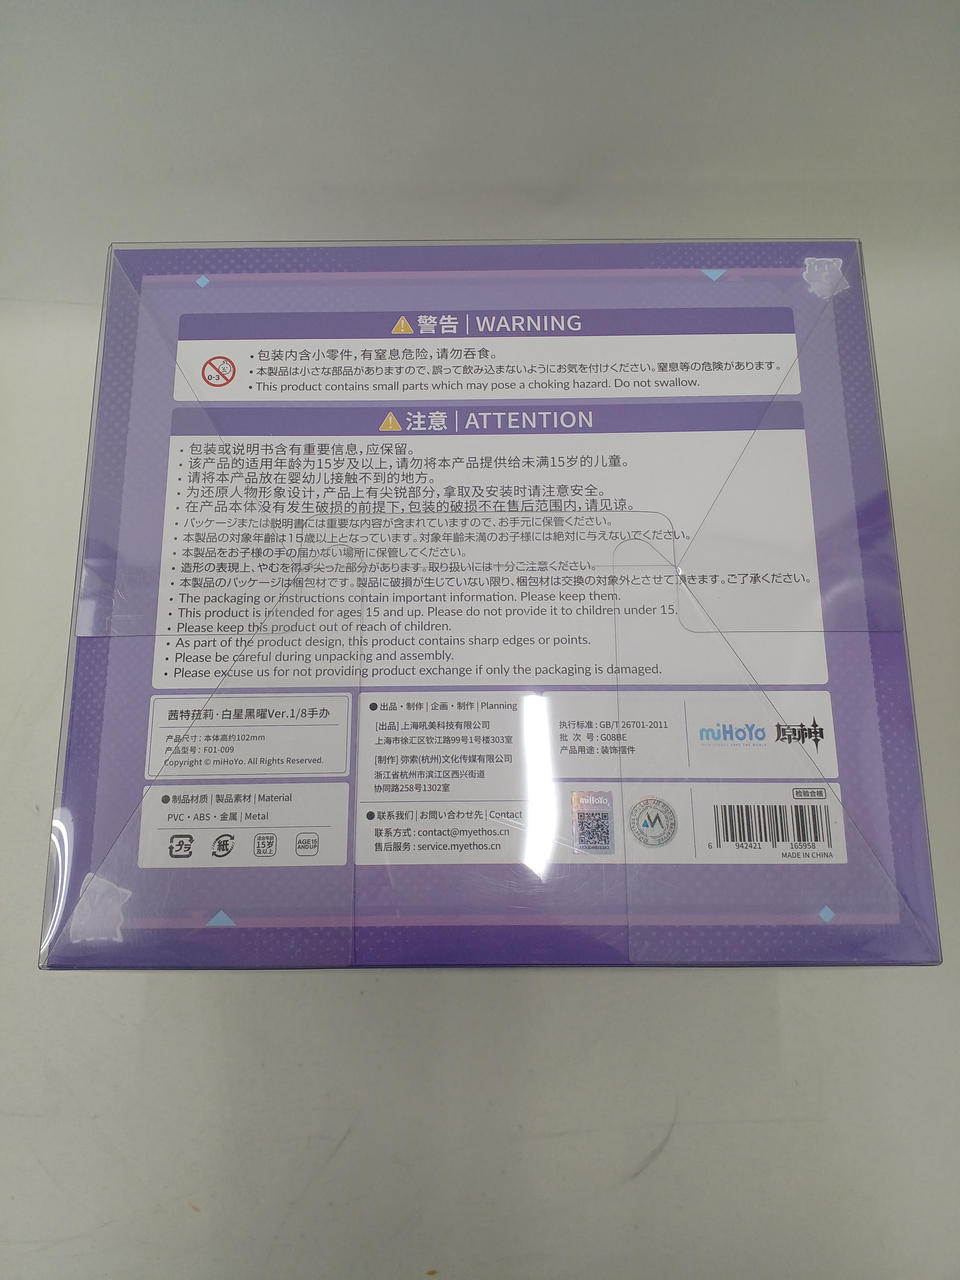 警告 | WARNING
0-3
• 包装内含小零件，有窒息危险，请勿吞食。
• 本製品は小さな部品がありますので、誤って飲み込まないようにお気を付けください。窒息等の危険があります。
• This product contains small parts which may pose a choking hazard. Do not swallow.
注意 | ATTENTION
• 包装或说明书含有重要信息，应保留。
• 该产品的适用年龄为15岁及以上，请勿将本产品提供给未满15岁的儿童。
• 请将本产品放在婴幼儿接触不到的地方。
• 为还原人物形象设计，产品上有尖锐部分，拿取及安装时请注意安全。
• 在产品本体没有发生破损的前提下，包装的破损不在售后范围内，请见谅。
• パッケージまたは説明書には重要な内容が含まれていますので、お手元に保管ください。
• 本製品の対象年齢は15歳以上となっています。対象年齢未満のお子様には絶対に与えないでください。
• 本製品をお子様の手の届かない場所に保管してください。
• 造形の表現上、やむを得ず尖った部分があります。取り扱いには十分ご注意ください。
• 本製品のパッケージは梱包材です。製品に破損が生じていない限り、梱包材は交換の対象外とさせて頂きます。ご了承ください。
• The packaging or instructions contain important information. Please keep them.
• This product is intended for ages 15 and up. Please do not provide it to children under 15.
• Please keep this product out of reach of children.
• As part of the product design, this product contains sharp edges or points.
• Please be careful during unpacking and assembly.
• Please excuse us for not providing product exchange if only the packaging is damaged.
茜特菈莉·白星黑曜Ver.1/8手办
产品尺寸：本体高约102mm
产品型号：F01-009
Copyright © miHoYo. All Rights Reserved.
● 制品材质 | 製品素材 | Material
PVC・ABS・金属 | Metal
プラ
紙
适合年龄
15岁
及以上
AGE15
AND UP
● 出品・制作 | 企画・制作 | Planning
[出品] 上海吼美科技有限公司
上海市徐汇区钦江路99号1号楼303室
[制作] 弥索(杭州)文化传媒有限公司
浙江省杭州市滨江区西兴街道
协同路258号1302室
● 联系我们 | お問い合わせ先 | Contact
联系方式：contact@myethos.cn
售后服务：service.myethos.cn
执行标准：GB/T 26701-2011
批 次 号：G08BE
产品用途：装饰摆件
miHoYo
原神
miHoYo
检验合格
6 942421 165958
MADE IN CHINA